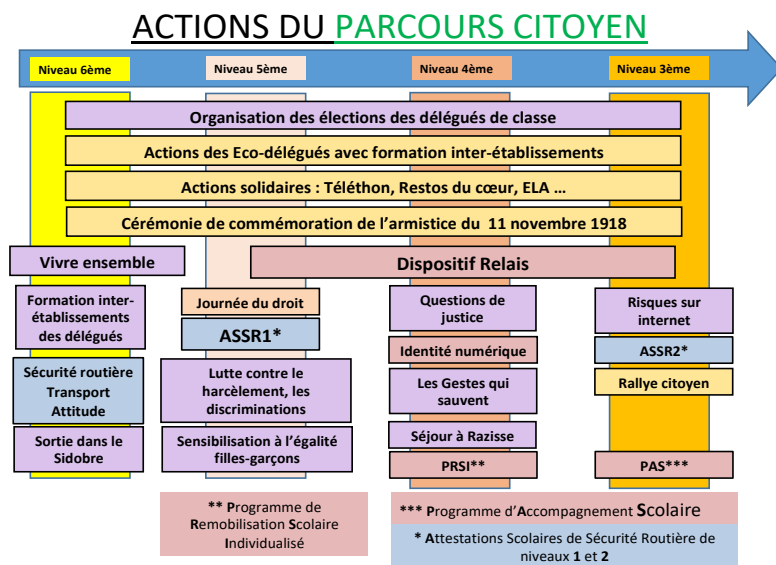 ACTIONS DU PARCOURS CITOYEN
Niveau 6ème
Niveau 5ème
Niveau 4ème
Niveau 3ème
Organisation des élections des délégués de classe
Actions des Eco-délégués avec formation inter-établissements
Actions solidaires : Téléthon, Restos du cœur, ELA ...
Cérémonie de commémoration de l'armistice du 11 novembre 1918
Vivre ensemble
Dispositif Relais
Formation inter-
établissements
des délégués
Sécurité routière
Transport
Attitude
Sortie dans le
Sidobre
Journée du droit
ASSR1*
Lutte contre le
harcèlement, les
discriminations
Sensibilisation à l'égalité
filles-garçons
Questions de
justice
Identité numérique
Les Gestes qui
sauvent
Séjour à Razisse
PRSI**
Risques sur
internet
ASSR2*
Rallye citoyen
PAS***
** Programme de
Remobilisation Scolaire
Individualisé
*** Programme d'Accompagnement Scolaire
* Attestations Scolaires de Sécurité Routière de
niveaux 1 et 2